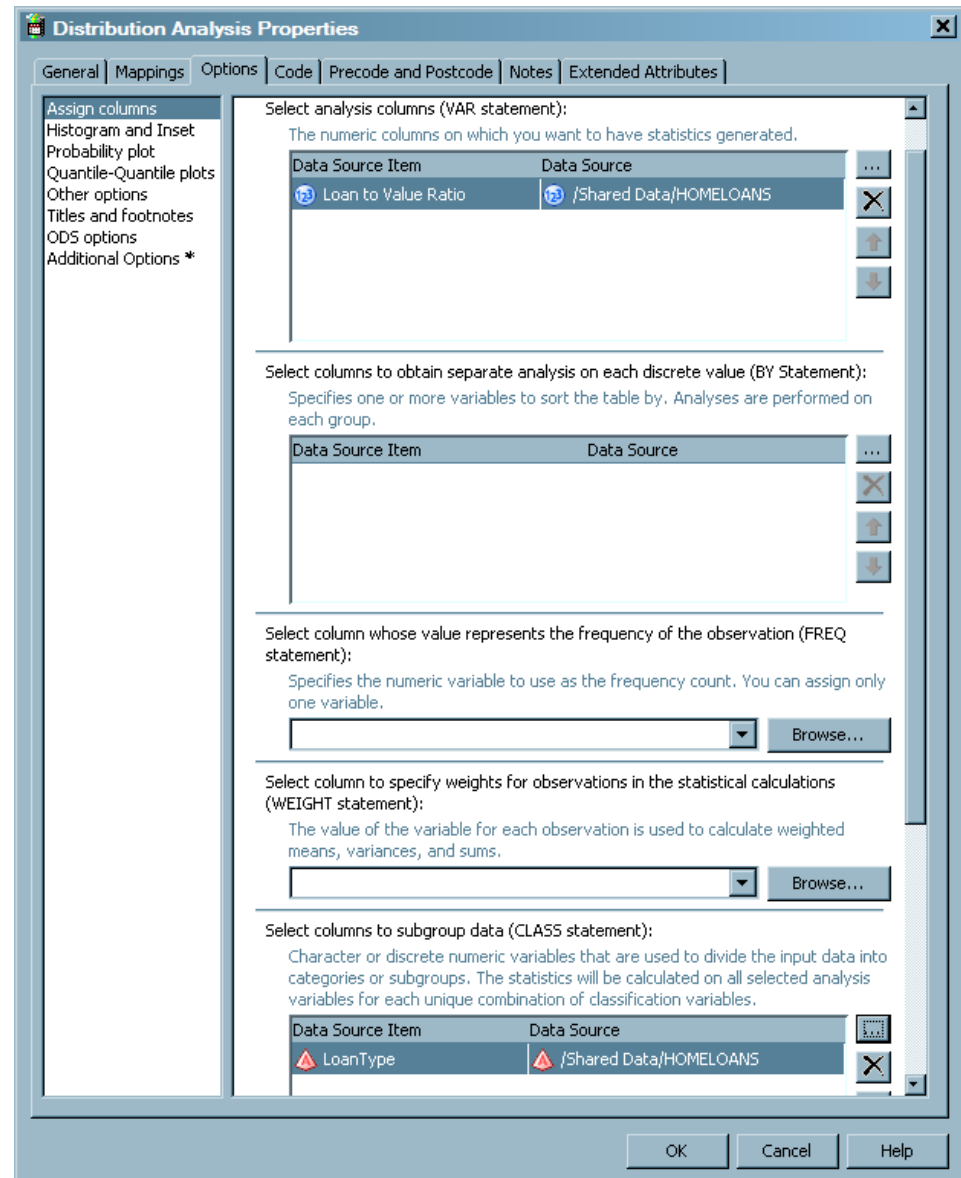 Distribution Analysis Properties
General Mappings Options Code Precode and Postcode Notes Extended Attributes
Assign columns
Histogram and Inset
Probability plot
Quantile-Quantile plots
Other options
Titles and footnotes
ODS options
Additional Options *
Select analysis columns (VAR statement):
The numeric columns on which you want to have statistics generated.
Data Source Item Data Source ...
123 Loan to Value Ratio 123 /Shared Data/HOMELOANS
Select columns to obtain separate analysis on each discrete value (BY Statement):
Specifies one or more variables to sort the table by. Analyses are performed on
each group.
Data Source Item Data Source ...
Select column whose value represents the frequency of the observation (FREQ
statement):
Specifies the numeric variable to use as the frequency count. You can assign only
one variable.
Browse...
Select column to specify weights for observations in the statistical calculations
(WEIGHT statement):
The value of the variable for each observation is used to calculate weighted
means, variances, and sums.
Browse...
Select columns to subgroup data (CLASS statement):
Character or discrete numeric variables that are used to divide the input data into
categories or subgroups. The statistics will be calculated on all selected analysis
variables for each unique combination of classification variables.
Data Source Item Data Source ...
LoanType /Shared Data/HOMELOANS
OK Cancel Help